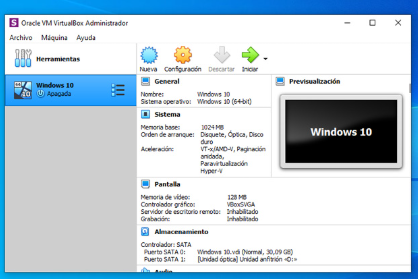 Oracle VM VirtualBox Administrador
Archivo Máquina Ayuda
Herramientas
Nueva Configuración Descartar Iniciar
Windows 10
Apagada
General
Nombre: Windows 10
Sistema operativo: Windows 10 (64-bit)
Sistema
Memoria base: 1024 MB
Orden de arranque: Disquete, Óptica, Disco
duro
Aceleración: VT-x/AMD-V, Paginación
anidada,
Paravirtualización
Hyper-V
Previsualización
Windows 10
Pantalla
Memoria de vídeo: 128 MB
Controlador gráfico: VBoxSVGA
Servidor de escritorio remoto: Inhabilitado
Grabación: Inhabilitado
Almacenamiento
Controlador: SATA
Puerto SATA 0: Windows.vdi (Normal, 30,09 GB)
Puerto SATA 1: [Unidad óptica] Unidad anfitrión «D:»